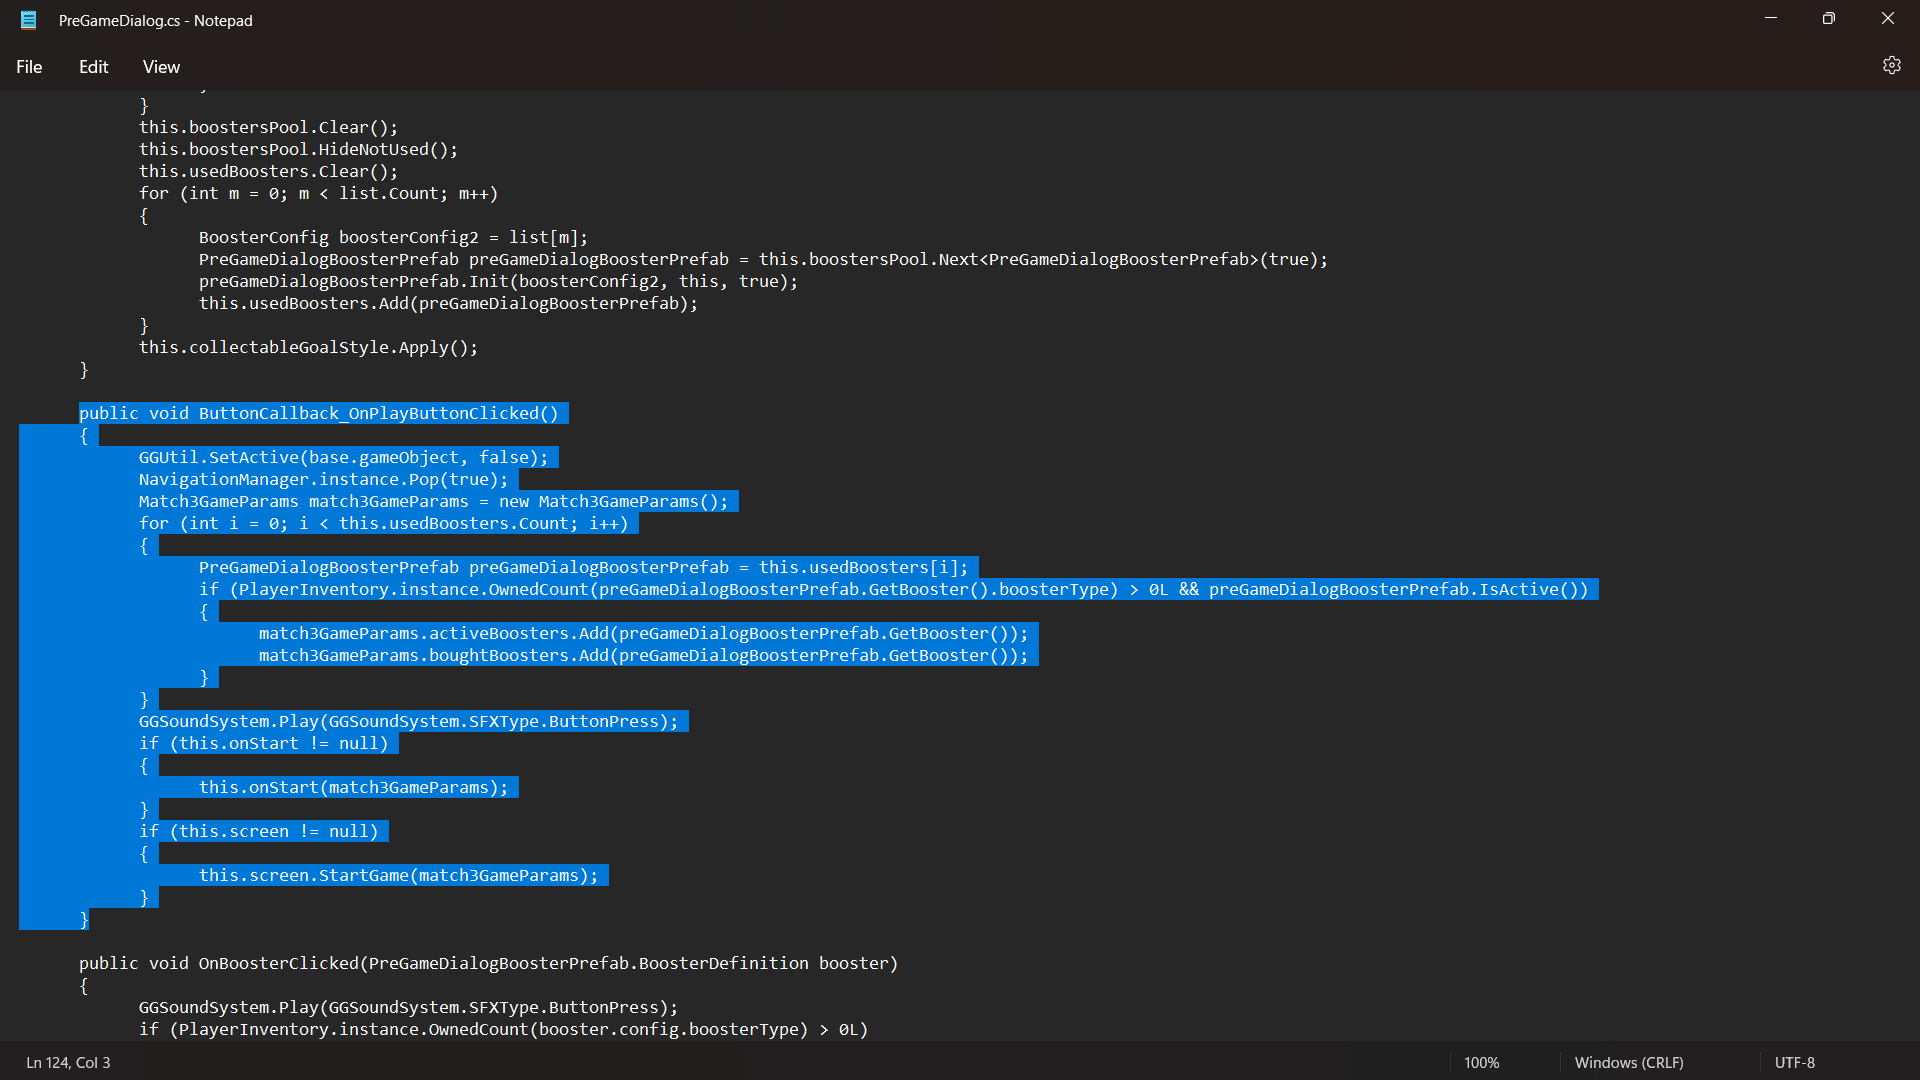 PreGameDialog.cs - Notepad
File Edit View
}
this.boostersPool.Clear();
this.boostersPool.HideNotUsed();
this.usedBoosters.Clear();
for (int m = 0; m < list.Count; m++)
{
BoosterConfig boosterConfig2 = list[m];
PreGameDialogBoosterPrefab preGameDialogBoosterPrefab = this.boostersPool.Next<PreGameDialogBoosterPrefab>(true);
preGameDialogBoosterPrefab.Init(boosterConfig2, this, true);
this.usedBoosters.Add(preGameDialogBoosterPrefab);
}
this.collectableGoalStyle.Apply();
}
public void ButtonCallback_OnPlayButtonClicked()
{
GGUtil.SetActive(base.gameObject, false);
NavigationManager.instance.Pop(true);
Match3GameParams match3GameParams = new Match3GameParams();
for (int i = 0; i < this.usedBoosters.Count; i++)
{
PreGameDialogBoosterPrefab preGameDialogBoosterPrefab = this.usedBoosters[i];
if (PlayerInventory.instance.OwnedCount(preGameDialogBoosterPrefab.GetBooster().boosterType) > 0L && preGameDialogBoosterPrefab.IsActive())
{
match3GameParams.activeBoosters.Add(preGameDialogBoosterPrefab.GetBooster());
match3GameParams.boughtBoosters.Add(preGameDialogBoosterPrefab.GetBooster());
}
}
GGSoundSystem.Play(GGSoundSystem.SFXType.ButtonPress);
if (this.onStart != null)
{
this.onStart(match3GameParams);
}
if (this.screen != null)
{
this.screen.StartGame(match3GameParams);
}
}
public void OnBoosterClicked(PreGameDialogBoosterPrefab.BoosterDefinition booster)
{
GGSoundSystem.Play(GGSoundSystem.SFXType.ButtonPress);
if (PlayerInventory.instance.OwnedCount(booster.config.boosterType) > 0L)
Ln 124, Col 3 100% Windows (CRLF) UTF-8